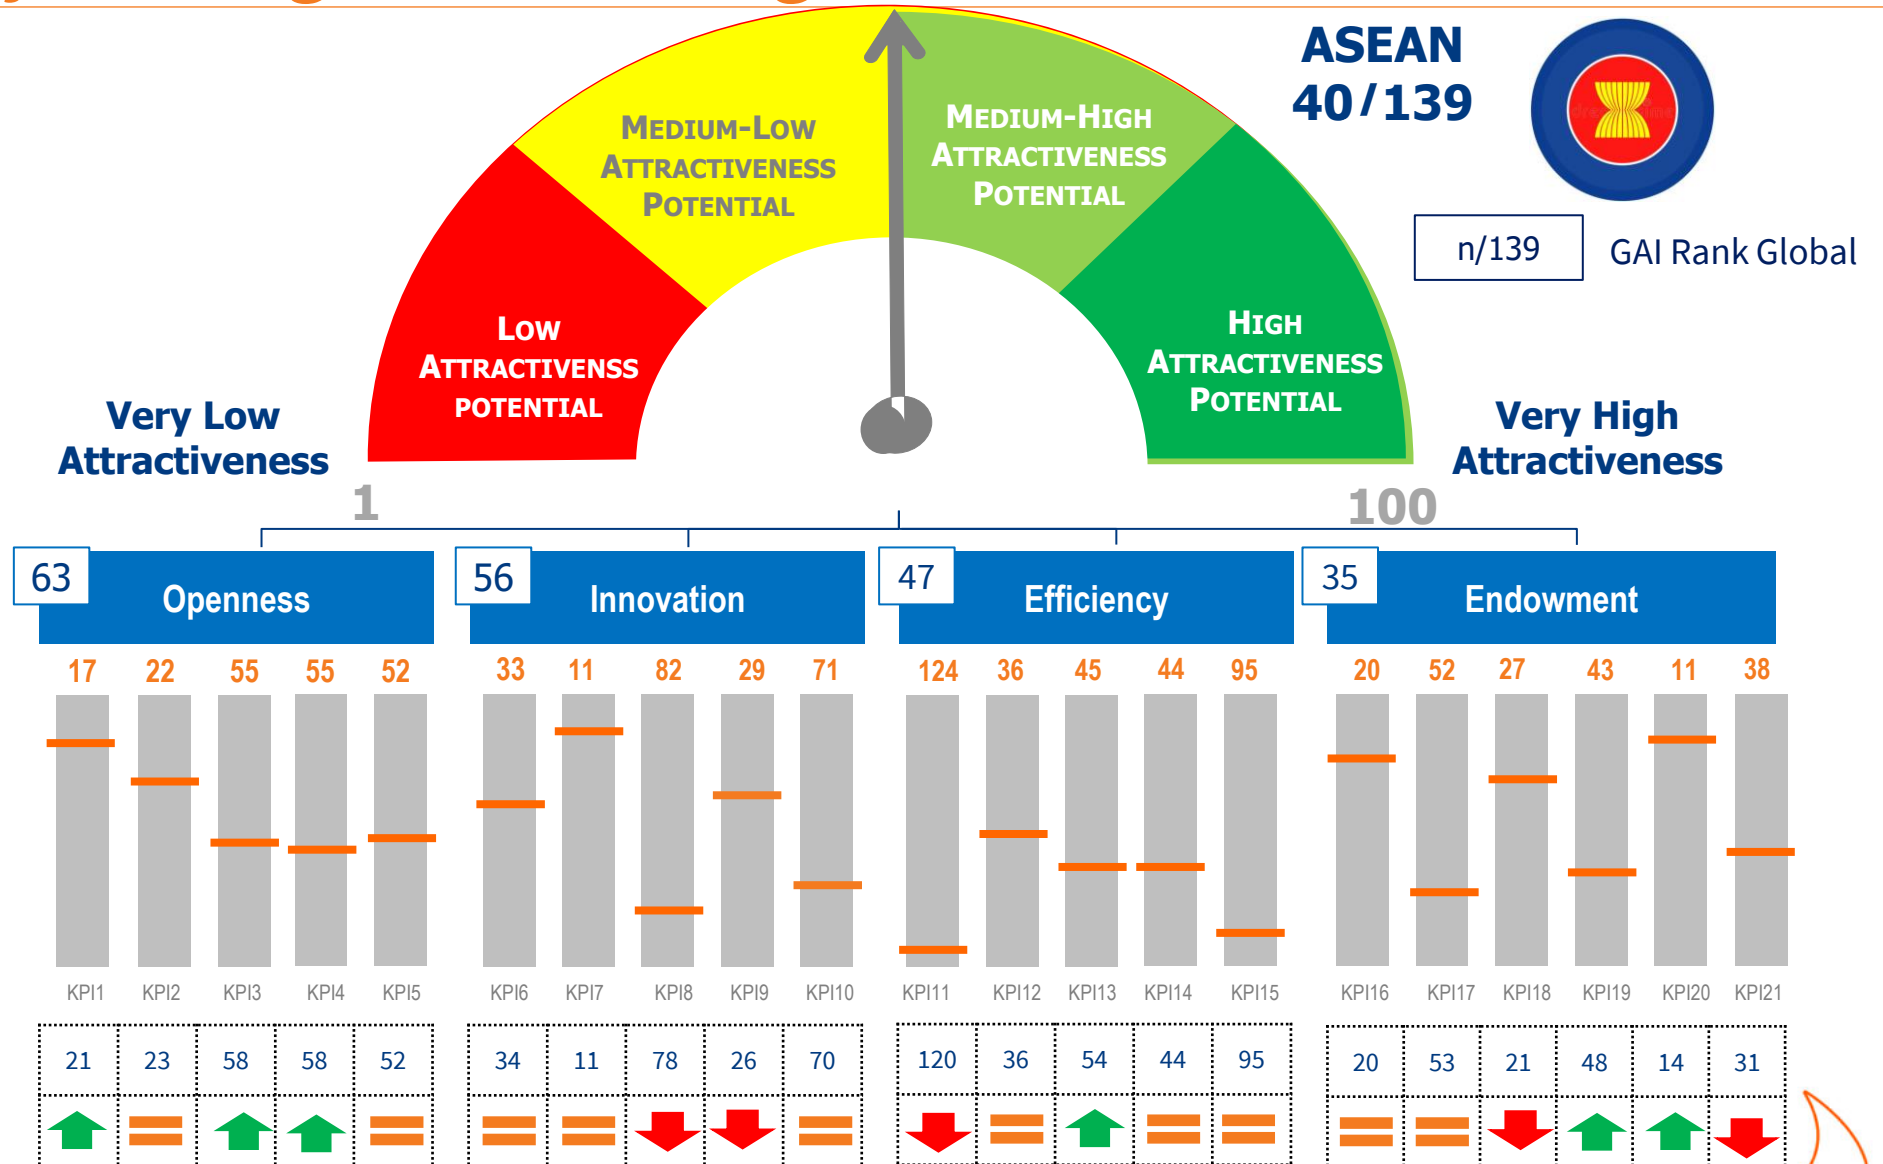 ASEAN
40/139
n/139
GAI Rank Global
MEDIUM-LOW
ATTRACTIVENESS
POTENTIAL
MEDIUM-HIGH
ATTRACTIVENESS
POTENTIAL
LOW
ATTRACTIVENSS
POTENTIAL
HIGH
ATTRACTIVENESS
POTENTIAL
Very Low
Attractiveness
Very High
Attractiveness
1
100
63 Openness
56 Innovation
47 Efficiency
35 Endowment
17 22 55 55 52 33 11 82 29 71 124 36 45 44 95 20 52 27 43 11 38
KPI1 KPI2 KPI3 KPI4 KPI5 KPI6 KPI7 KPI8 KPI9 KPI10 KPI11 KPI12 KPI13 KPI14 KPI15 KPI16 KPI17 KPI18 KPI19 KPI20 KPI21
21 23 58 58 52 34 11 78 26 70 120 36 54 44 95 20 53 21 48 14 31